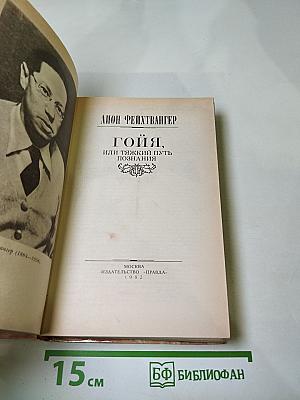 ЛИОН ФЕЙХТВАНГЕР
ГОЙЯ,
ИЛИ ТЯЖКИЙ ПУТЬ
ПОЗНАНИЯ
МОСКВА
ИЗДАТЕЛЬСТВО «ПРАВДА»
1982
15 см
БФ БИБЛИОФАН